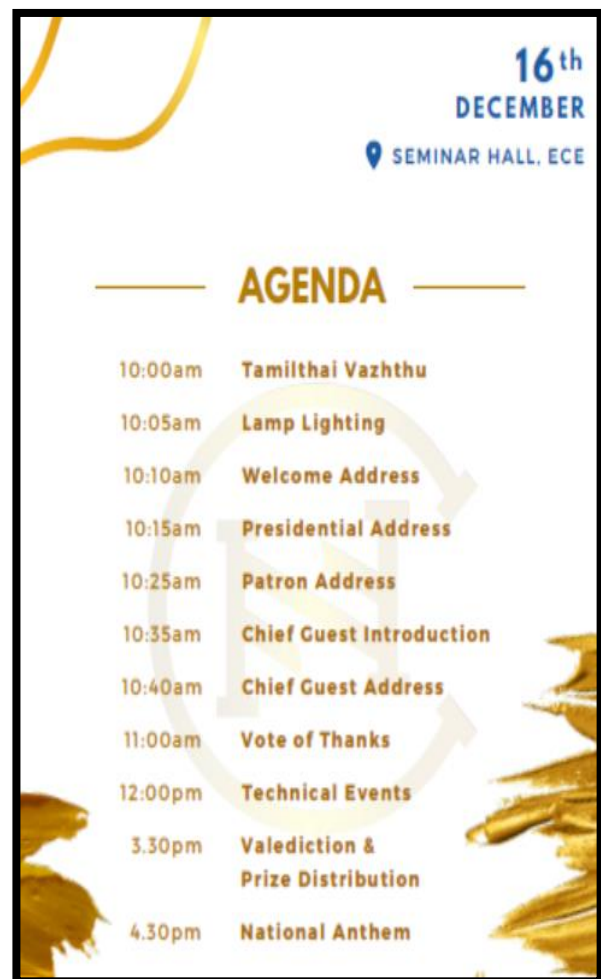 16th
DECEMBER
SEMINAR HALL, ECE
AGENDA
10:00am Tamilthai Vazhthu
10:05am Lamp Lighting
10:10am Welcome Address
10:15am Presidential Address
10:25am Patron Address
10:35am Chief Guest Introduction
10:40am Chief Guest Address
11:00am Vote of Thanks
12:00pm Technical Events
3.30pm Valediction &
Prize Distribution
4.30pm National Anthem